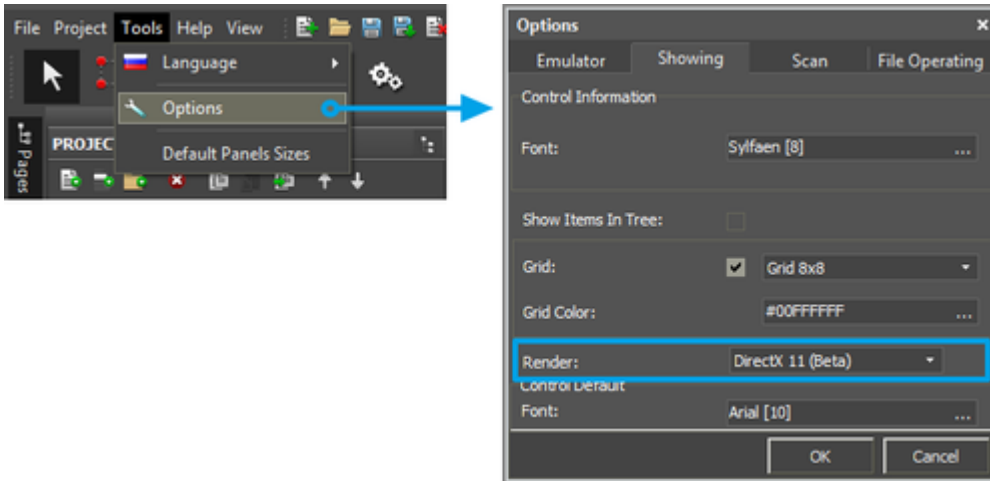 File Project Tools Help View
Language
Options
Default Panels Sizes
Pages
PROJEC
Options
Emulator Showing Scan File Operating
Control Information
Font: Sylfaen [8] ...
Show Items In Tree:
Grid: Grid 8x8
Grid Color: #00FFFFFF ...
Render: DirectX 11 (Beta)
Control Default
Font: Arial [10] ...
OK Cancel